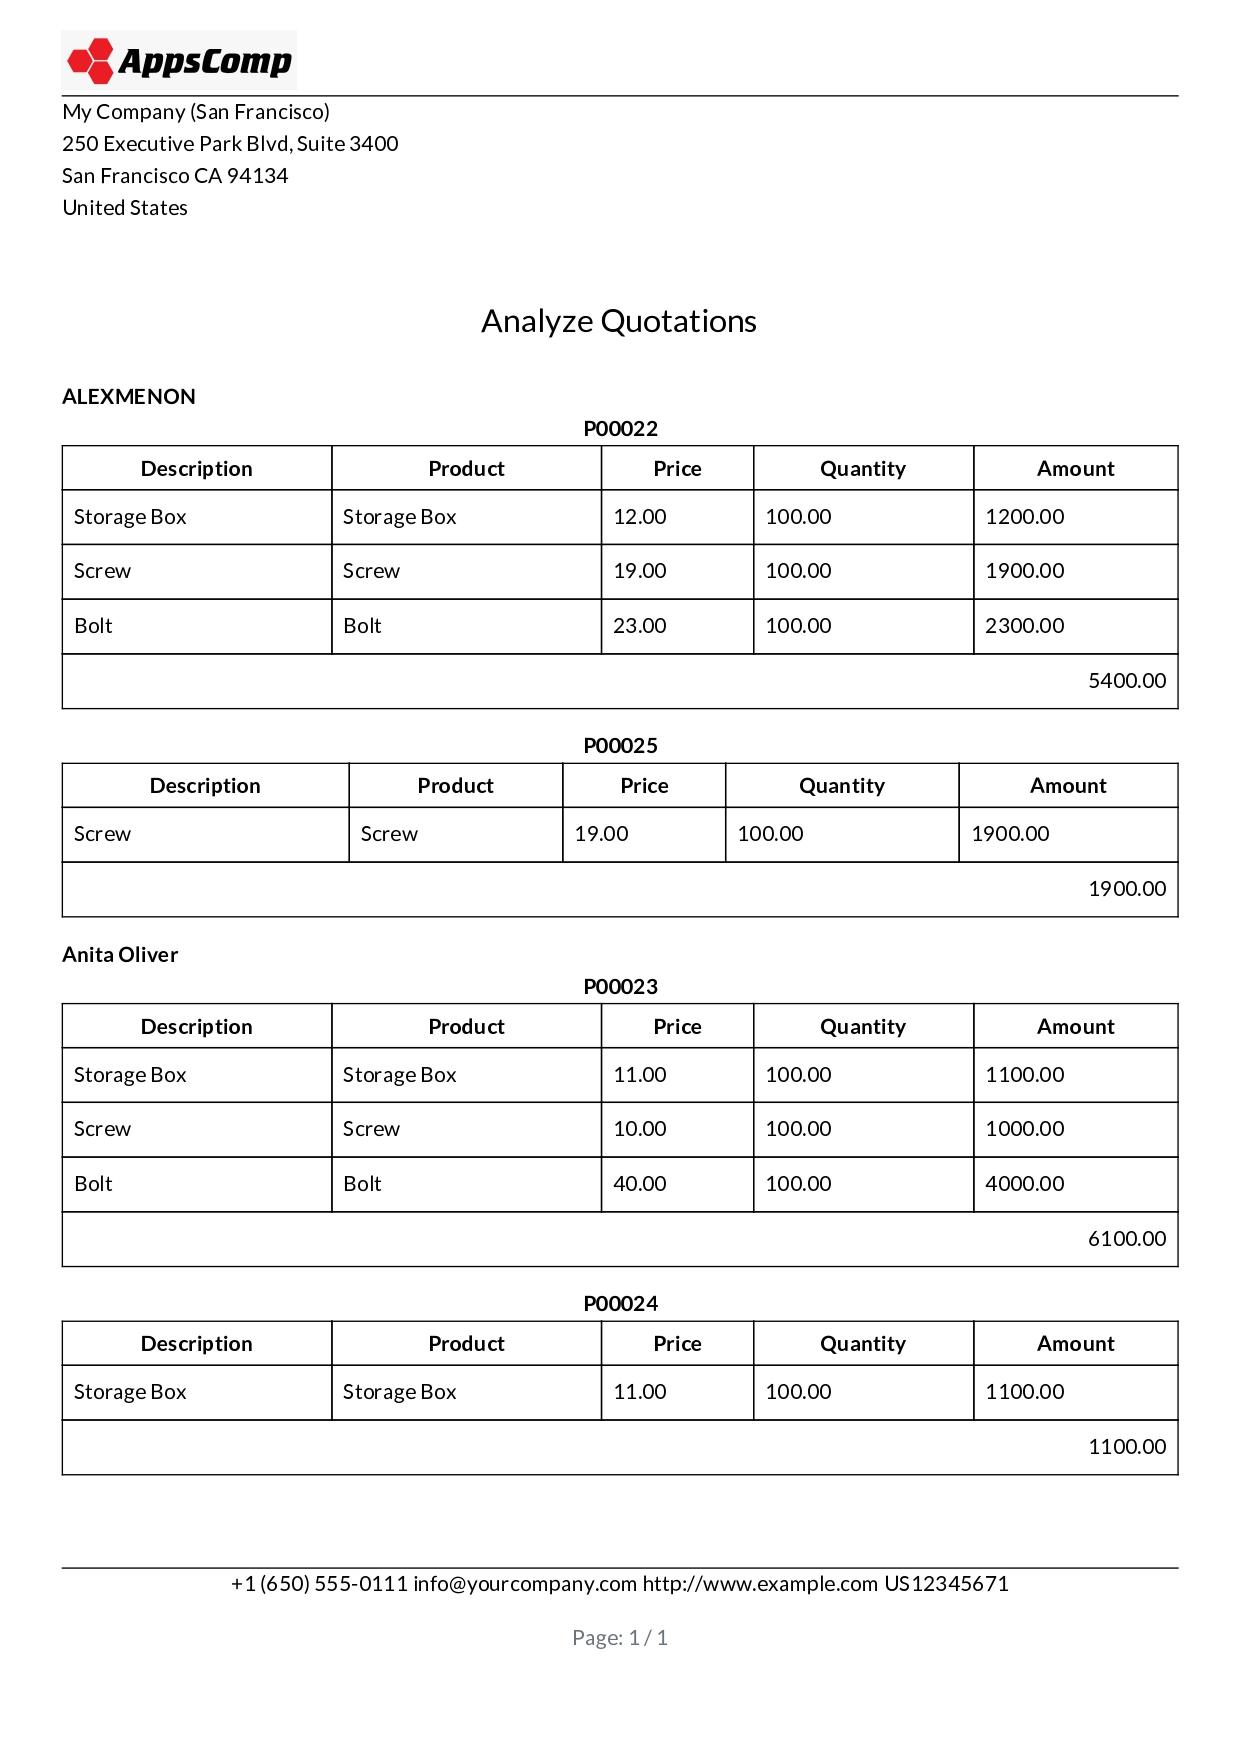 AppsComp
My Company (San Francisco)
250 Executive Park Blvd, Suite 3400
San Francisco CA 94134
United States
Analyze Quotations
ALEXMENON
P00022
Description Product Price Quantity Amount
Storage Box Storage Box 12.00 100.00 1200.00
Screw Screw 19.00 100.00 1900.00
Bolt Bolt 23.00 100.00 2300.00
5400.00
P00025
Description Product Price Quantity Amount
Screw Screw 19.00 100.00 1900.00
1900.00
Anita Oliver
P00023
Description Product Price Quantity Amount
Storage Box Storage Box 11.00 100.00 1100.00
Screw Screw 10.00 100.00 1000.00
Bolt Bolt 40.00 100.00 4000.00
6100.00
P00024
Description Product Price Quantity Amount
Storage Box Storage Box 11.00 100.00 1100.00
1100.00
+1 (650) 555-0111 info@yourcompany.com http://www.example.com US12345671
Page: 1 / 1